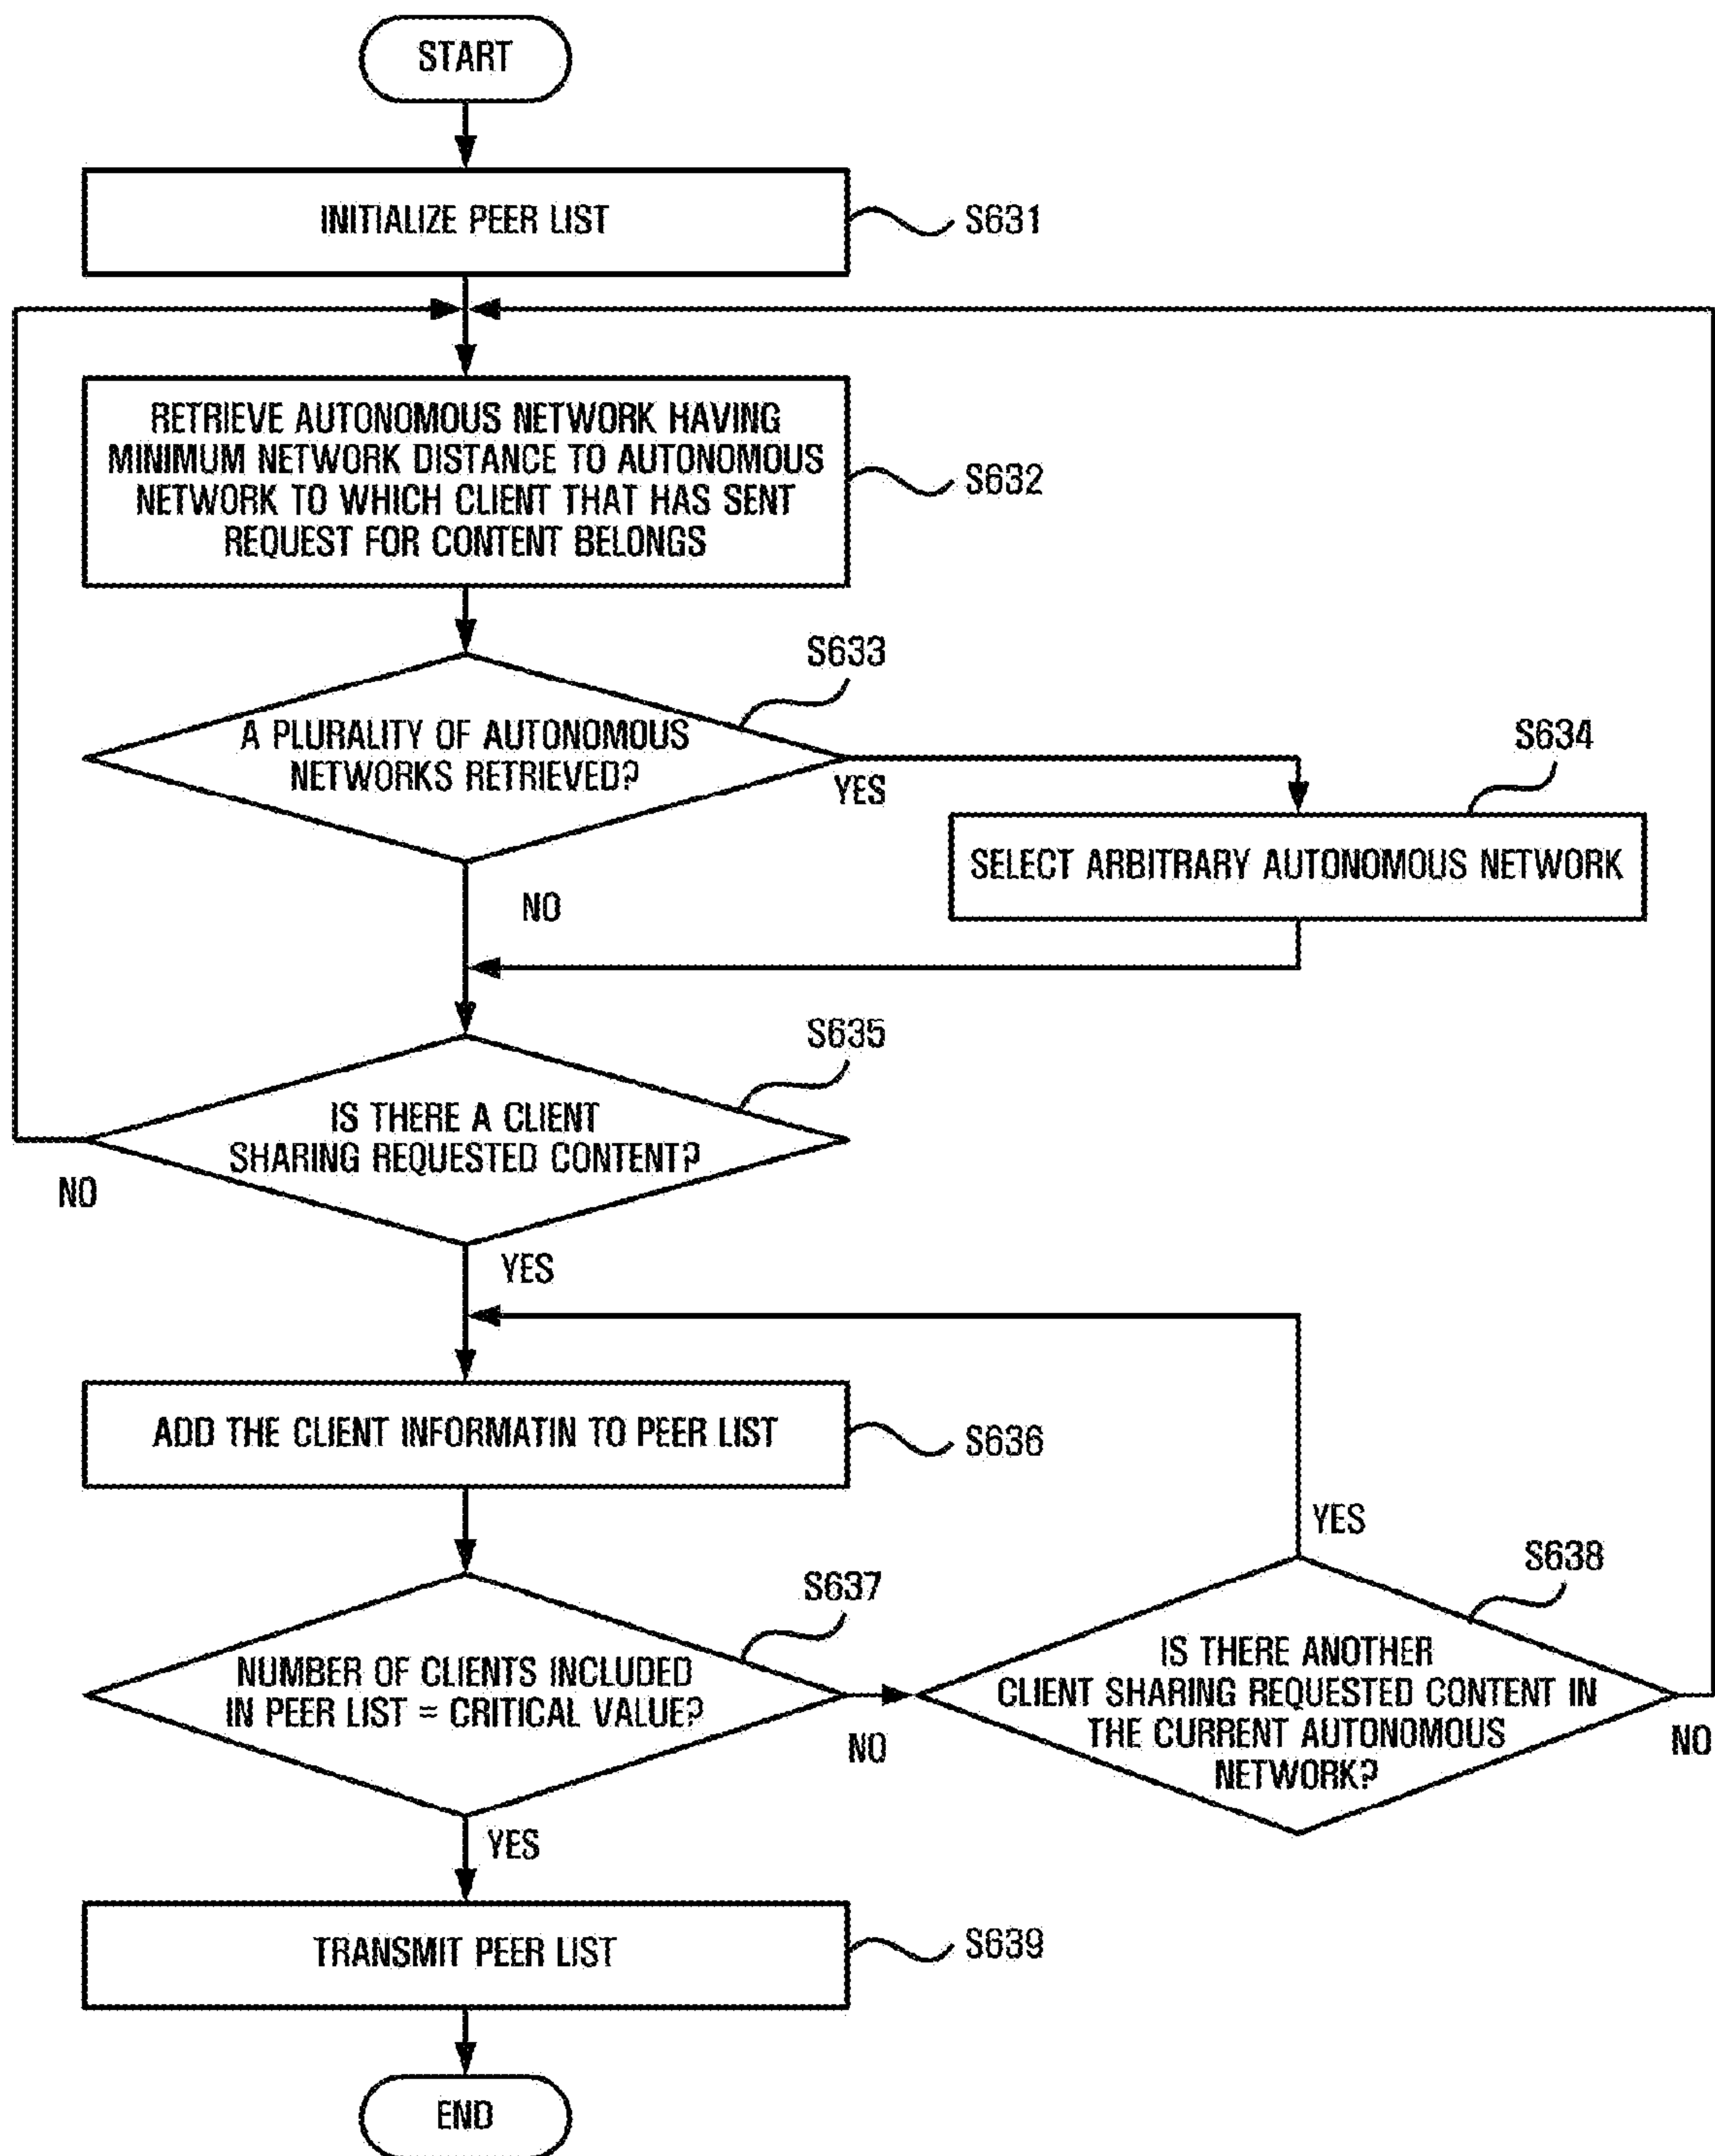 START
INITIALIZE PEER LIST
S631
RETRIEVE AUTONOMOUS NETWORK HAVING
MINIMUM NETWORK DISTANCE TO AUTONOMOUS
NETWORK TO WHICH CLIENT THAT HAS SENT
REQUEST FOR CONTENT BELONGS
S632
S633
A PLURALITY OF AUTONOMOUS
NETWORKS RETRIEVED?
YES
S634
SELECT ARBITRARY AUTONOMOUS NETWORK
NO
S635
IS THERE A CLIENT
SHARING REQUESTED CONTENT?
NO
YES
ADD THE CLIENT INFORMATIN TO PEER LIST
S636
YES
S637
S638
NUMBER OF CLIENTS INCLUDED
IN PEER LIST = CRITICAL VALUE?
NO
IS THERE ANOTHER
CLIENT SHARING REQUESTED CONTENT IN
THE CURRENT AUTONOMOUS
NETWORK?
NO
YES
TRANSMIT PEER LIST
S639
END